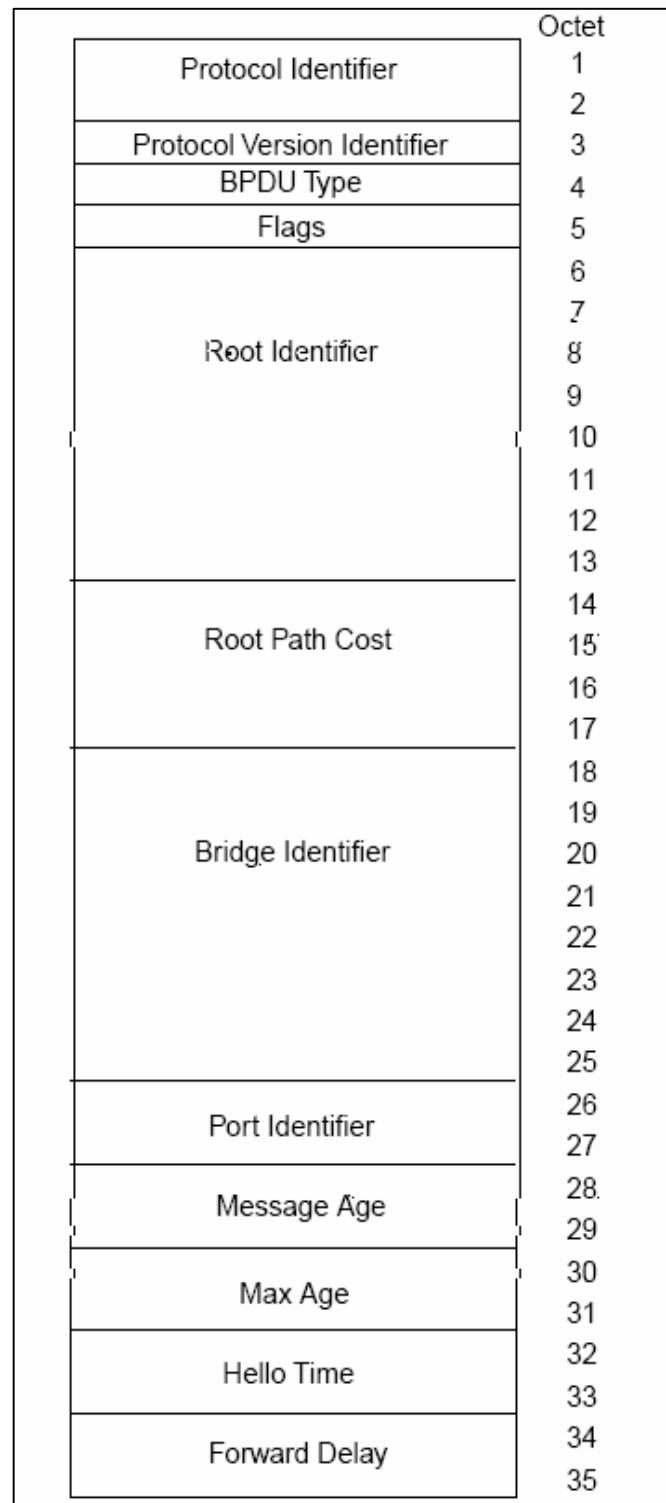 Octet
Protocol Identifier 1
2
Protocol Version Identifier 3
BPDU Type 4
Flags 5
6
7
Root Identifier 8
9
10
11
12
13
14
Root Path Cost 15
16
17
18
19
Bridge Identifier 20
21
22
23
24
25
26
Port Identifier 27
28
Message Age 29
30
Max Age 31
32
Hello Time 33
34
Forward Delay 35